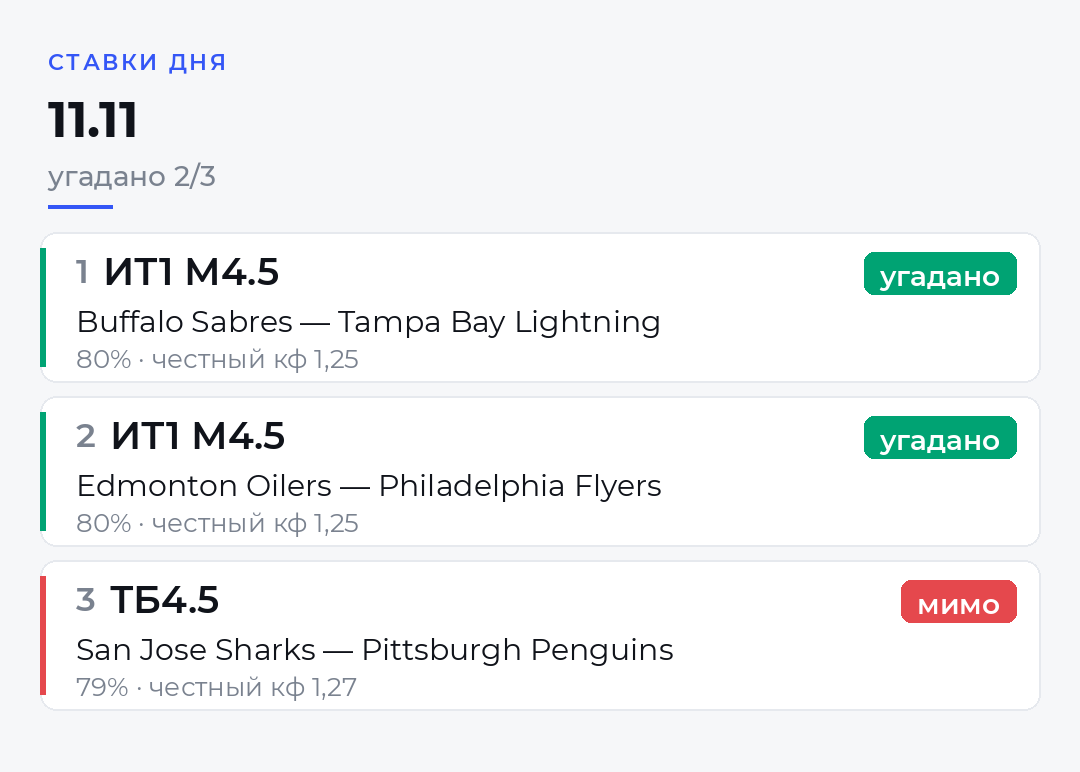 СТАВКИ ДНЯ
11.11
угадано 2/3
1 ИТ1 М4.5 угадано
Buffalo Sabres — Tampa Bay Lightning
80% · честный кф 1,25
2 ИТ1 М4.5 угадано
Edmonton Oilers — Philadelphia Flyers
80% · честный кф 1,25
3 ТБ4.5 мимо
San Jose Sharks — Pittsburgh Penguins
79% · честный кф 1,27